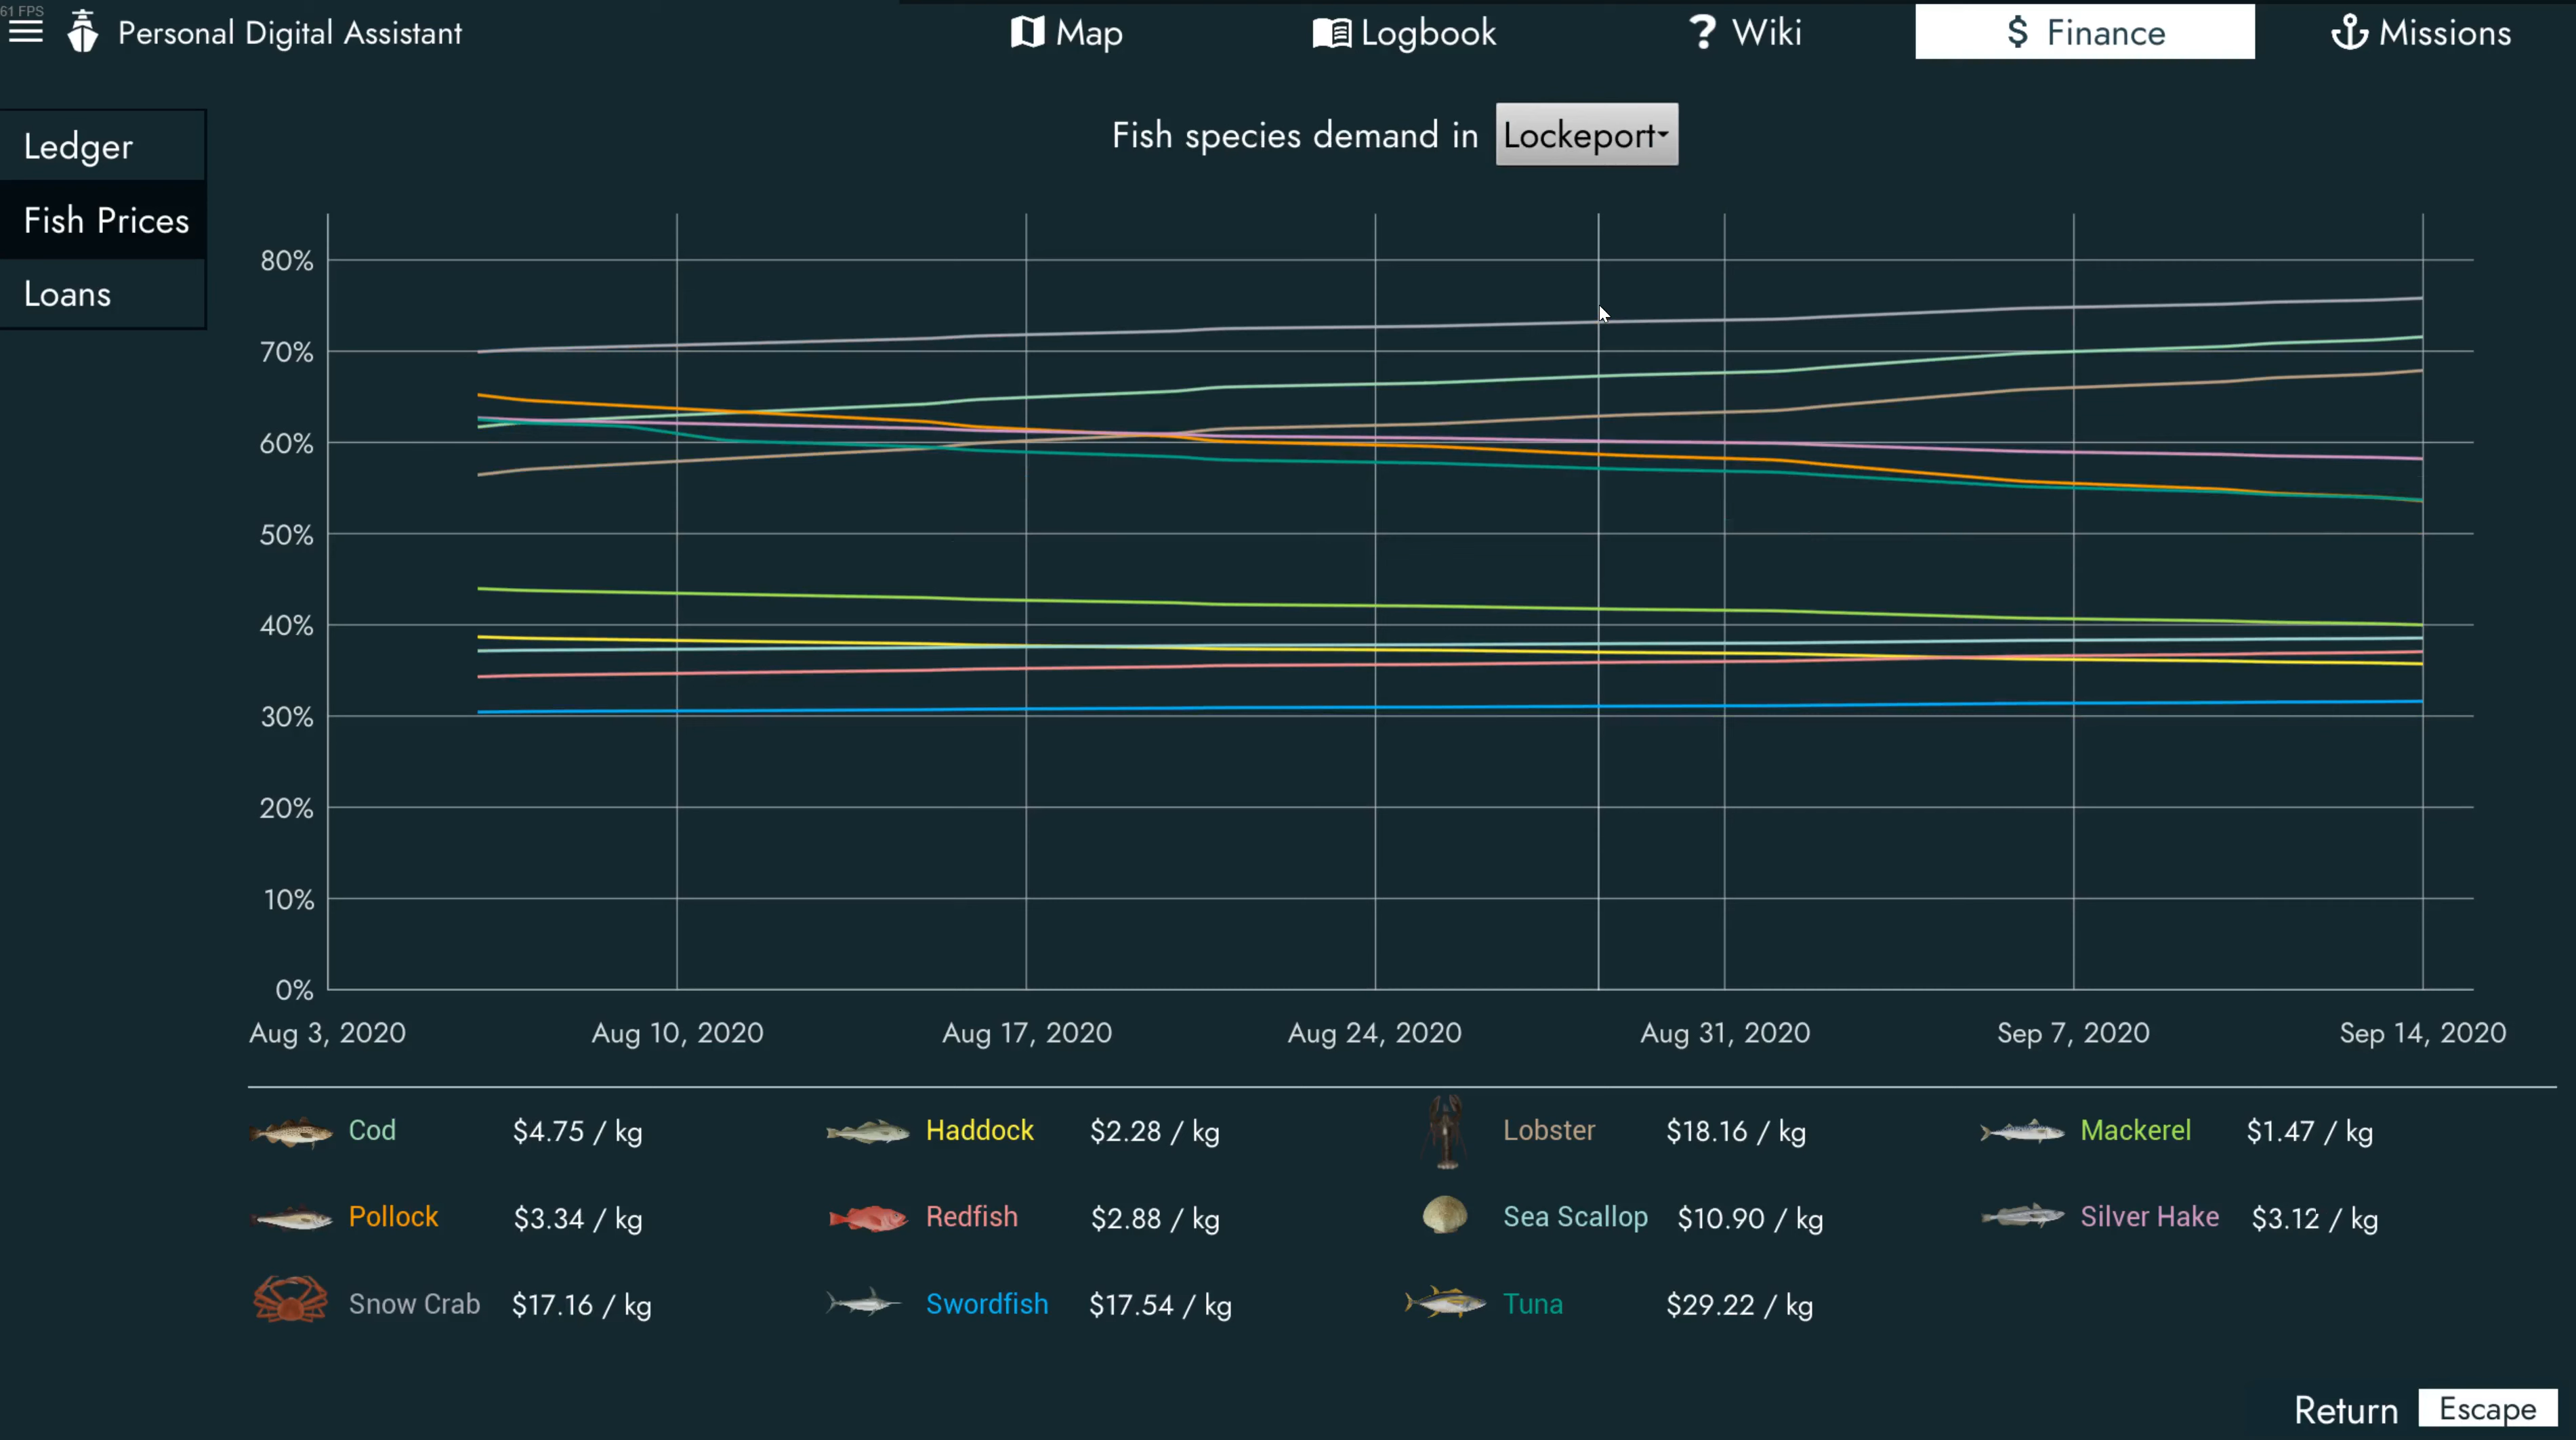 61 FPS
Personal Digital Assistant
Map
Logbook
? Wiki
$ Finance
Missions
Ledger
Fish Prices
Loans
Fish species demand in Lockeport
80%
70%
60%
50%
40%
30%
20%
10%
0%
Aug 3, 2020
Aug 10, 2020
Aug 17, 2020
Aug 24, 2020
Aug 31, 2020
Sep 7, 2020
Sep 14, 2020
Cod $4.75 / kg
Haddock $2.28 / kg
Lobster $18.16 / kg
Mackerel $1.47 / kg
Pollock $3.34 / kg
Redfish $2.88 / kg
Sea Scallop $10.90 / kg
Silver Hake $3.12 / kg
Snow Crab $17.16 / kg
Swordfish $17.54 / kg
Tuna $29.22 / kg
Return Escape